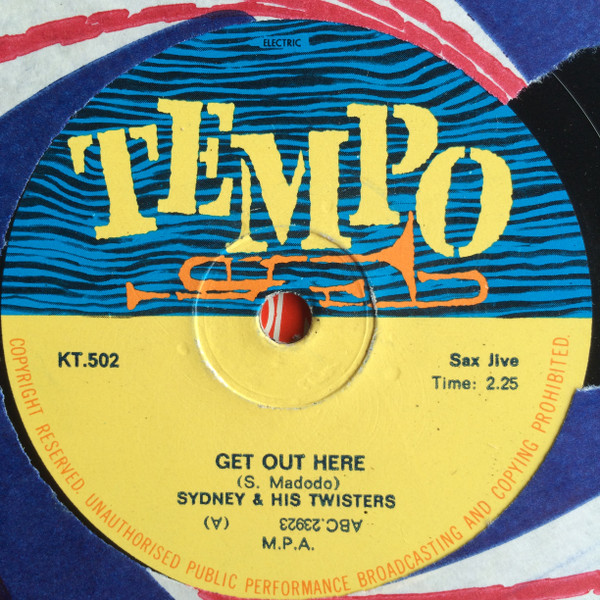 ELECTRIC
TEMPO
KT.502
Sax Jive
Time: 2.25
GET OUT HERE
(S. Madodo)
SYDNEY & HIS TWISTERS
ABC.23923 (A)
M.P.A.
COPYRIGHT RESERVED. UNAUTHORISED PUBLIC PERFORMANCE BROADCASTING AND COPYING PROHIBITED.